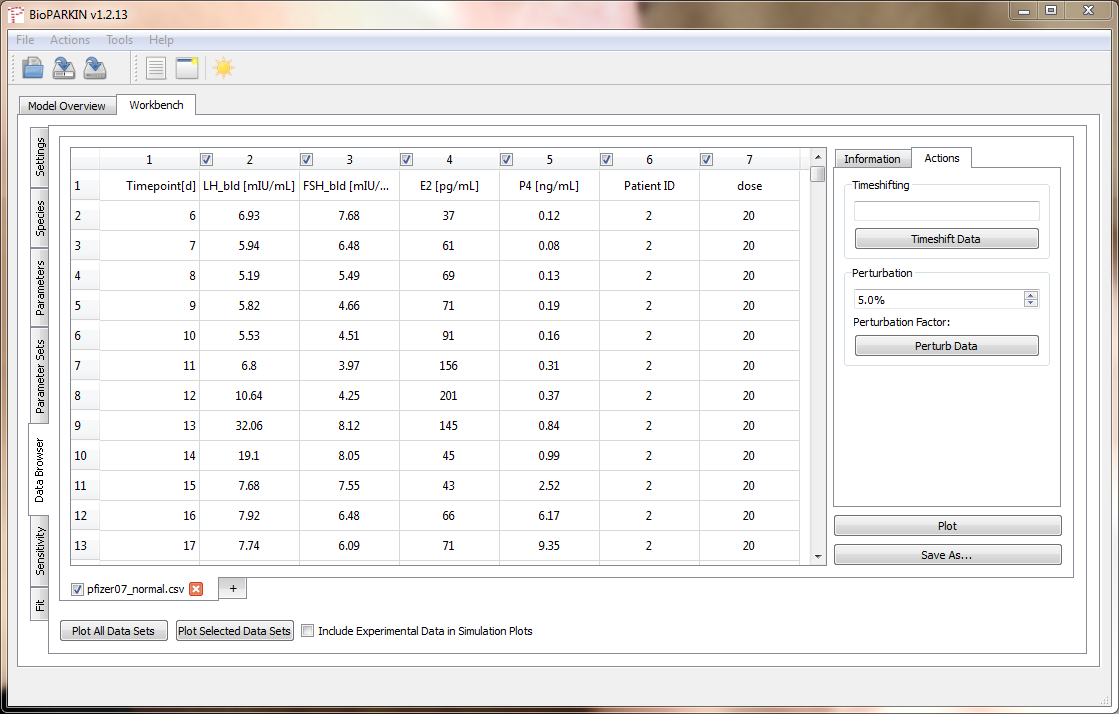 BioPARKIN v1.2.13
File Actions Tools Help
Model Overview Workbench
Settings
Species
Parameters
Parameter Sets
Data Browser
Sensitivity
Fit
1 2 3 4 5 6 7
1 Timepoint[d] LH_bld [mIU/mL] FSH_bld [mIU/... E2 [pg/mL] P4 [ng/mL] Patient ID dose
2 6 6.93 7.68 37 0.12 2 20
3 7 5.94 6.48 61 0.08 2 20
4 8 5.19 5.49 69 0.13 2 20
5 9 5.82 4.66 71 0.19 2 20
6 10 5.53 4.51 91 0.16 2 20
7 11 6.8 3.97 156 0.31 2 20
8 12 10.64 4.25 201 0.37 2 20
9 13 32.06 8.12 145 0.84 2 20
10 14 19.1 8.05 45 0.99 2 20
11 15 7.68 7.55 43 2.52 2 20
12 16 7.92 6.48 66 6.17 2 20
13 17 7.74 6.09 71 9.35 2 20
pfizer07_normal.csv +
Plot All Data Sets Plot Selected Data Sets Include Experimental Data in Simulation Plots
Information Actions
Timeshifting
Timeshift Data
Perturbation
5.0%
Perturbation Factor:
Perturb Data
Plot
Save As...